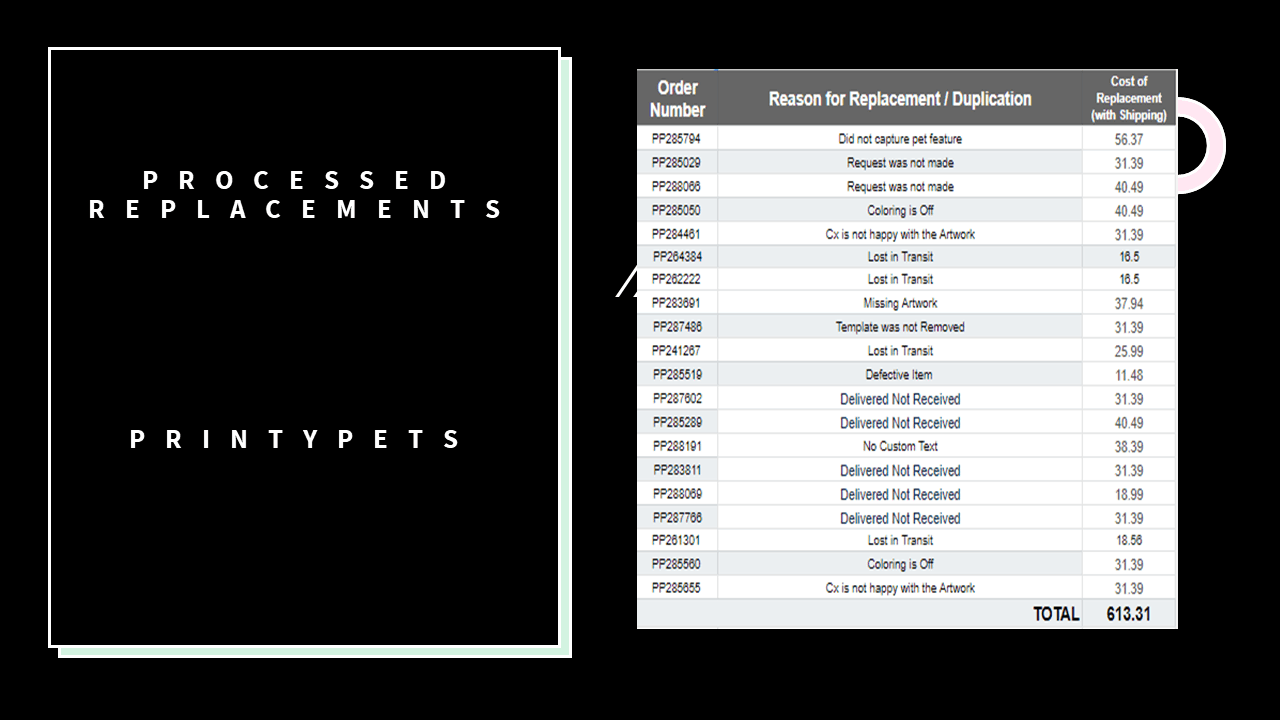 PROCESSED
REPLACEMENTS
PRINTYPETS
Order Number Reason for Replacement / Duplication Cost of Replacement (with Shipping)
PP285794 Did not capture pet feature 56.37
PP285029 Request was not made 31.39
PP288066 Request was not made 40.49
PP285050 Coloring is Off 40.49
PP284461 Cx is not happy with the Artwork 31.39
PP264384 Lost in Transit 16.5
PP262222 Lost in Transit 16.5
PP283691 Missing Artwork 37.94
PP287486 Template was not Removed 31.39
PP241267 Lost in Transit 25.99
PP285519 Defective Item 11.48
PP287602 Delivered Not Received 31.39
PP285289 Delivered Not Received 40.49
PP288191 No Custom Text 38.39
PP283811 Delivered Not Received 31.39
PP288069 Delivered Not Received 18.99
PP287766 Delivered Not Received 31.39
PP261301 Lost in Transit 18.56
PP285560 Coloring is Off 31.39
PP285655 Cx is not happy with the Artwork 31.39
TOTAL 613.31